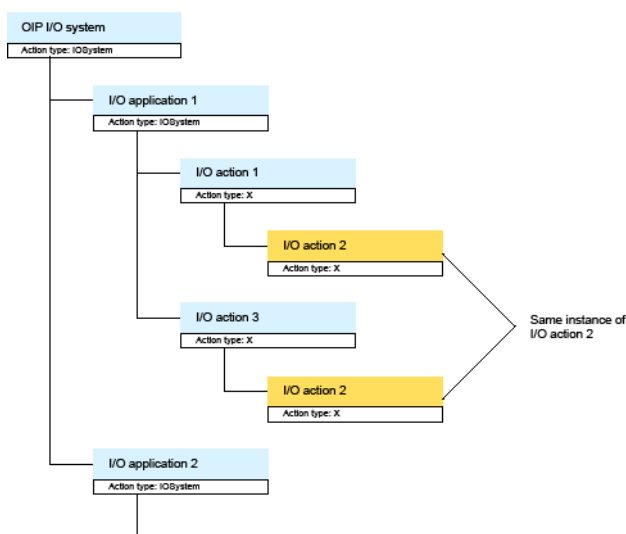 OIP I/O system
Action type: IOSystem
I/O application 1
Action type: IOSystem
I/O action 1
Action type: X
I/O action 2
Action type: X
I/O action 3
Action type: X
Same instance of
I/O action 2
I/O action 2
Action type: X
I/O application 2
Action type: IOSystem